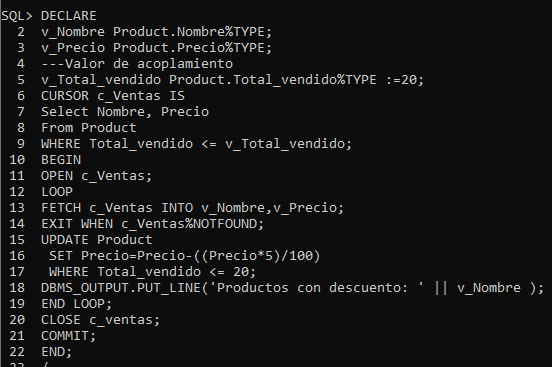 SQL> DECLARE
2 v_Nombre Product.Nombre%TYPE;
3 v_Precio Product.Precio%TYPE;
4 ---Valor de acoplamiento
5 v_Total_vendido Product.Total_vendido%TYPE :=20;
6 CURSOR c_Ventas IS
7 Select Nombre, Precio
8 From Product
9 WHERE Total_vendido <= v_Total_vendido;
10 BEGIN
11 OPEN c_Ventas;
12 LOOP
13 FETCH c_Ventas INTO v_Nombre,v_Precio;
14 EXIT WHEN c_Ventas%NOTFOUND;
15 UPDATE Product
16 SET Precio=Precio-((Precio*5)/100)
17 WHERE Total_vendido <= 20;
18 DBMS_OUTPUT.PUT_LINE('Productos con descuento: ' || v_Nombre );
19 END LOOP;
20 CLOSE c_ventas;
21 COMMIT;
22 END;
23 /